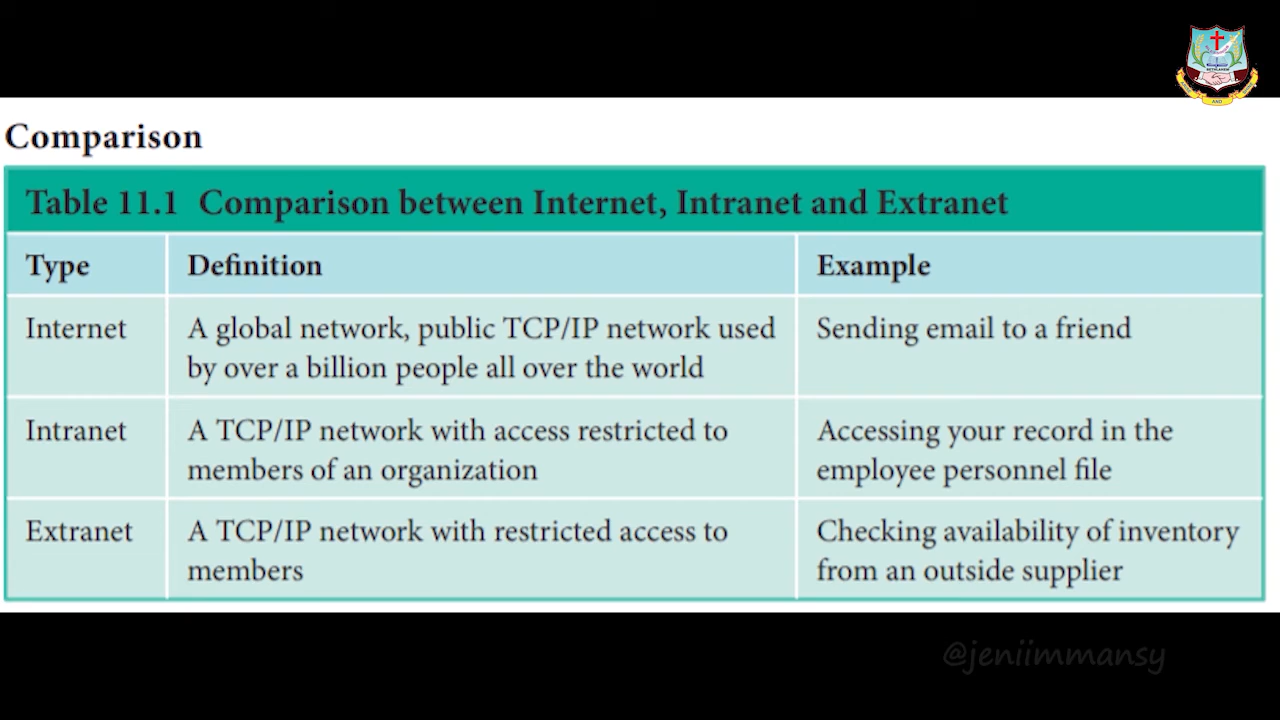 Comparison
Table 11.1 Comparison between Internet, Intranet and Extranet
Type Definition Example
Internet A global network, public TCP/IP network used Sending email to a friend
by over a billion people all over the world
Intranet A TCP/IP network with access restricted to Accessing your record in the
members of an organization employee personnel file
Extranet A TCP/IP network with restricted access to Checking availability of inventory
members from an outside supplier
@jeniimmansy
AND